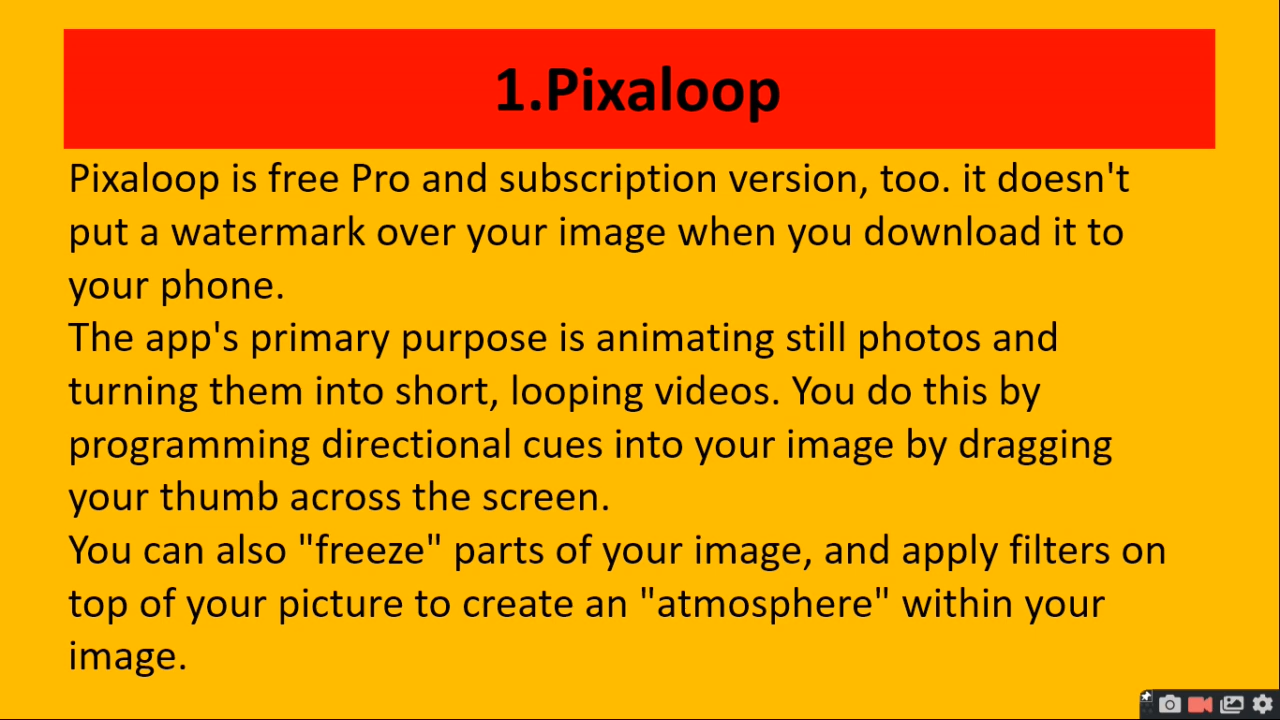 1.Pixaloop
Pixaloop is free Pro and subscription version, too. it doesn't
put a watermark over your image when you download it to
your phone.
The app's primary purpose is animating still photos and
turning them into short, looping videos. You do this by
programming directional cues into your image by dragging
your thumb across the screen.
You can also "freeze" parts of your image, and apply filters on
top of your picture to create an "atmosphere" within your
image.